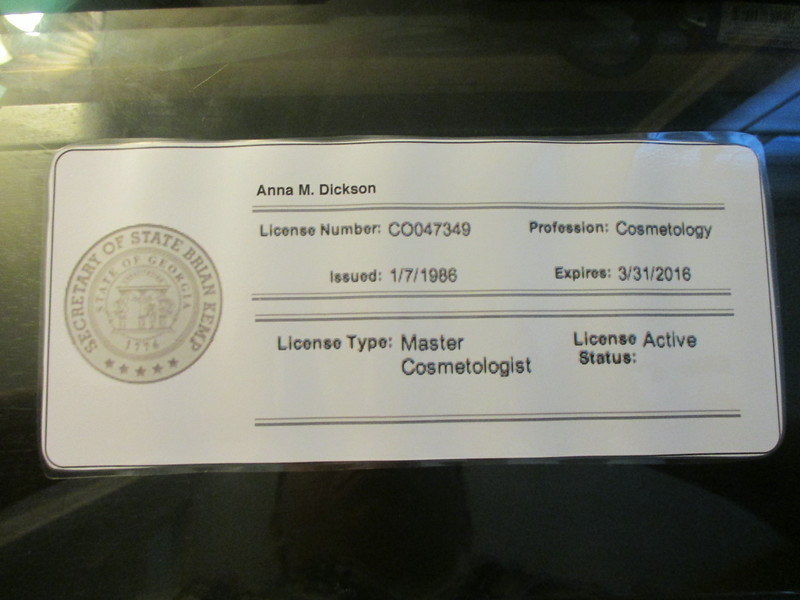 Anna M. Dickson
License Number: CO047349 Profession: Cosmetology
Issued: 1/7/1986 Expires: 3/31/2016
License Type: Master Cosmetologist
License Status: Active
SECRETARY OF STATE BRIAN KEMP
STATE OF GEORGIA
1776